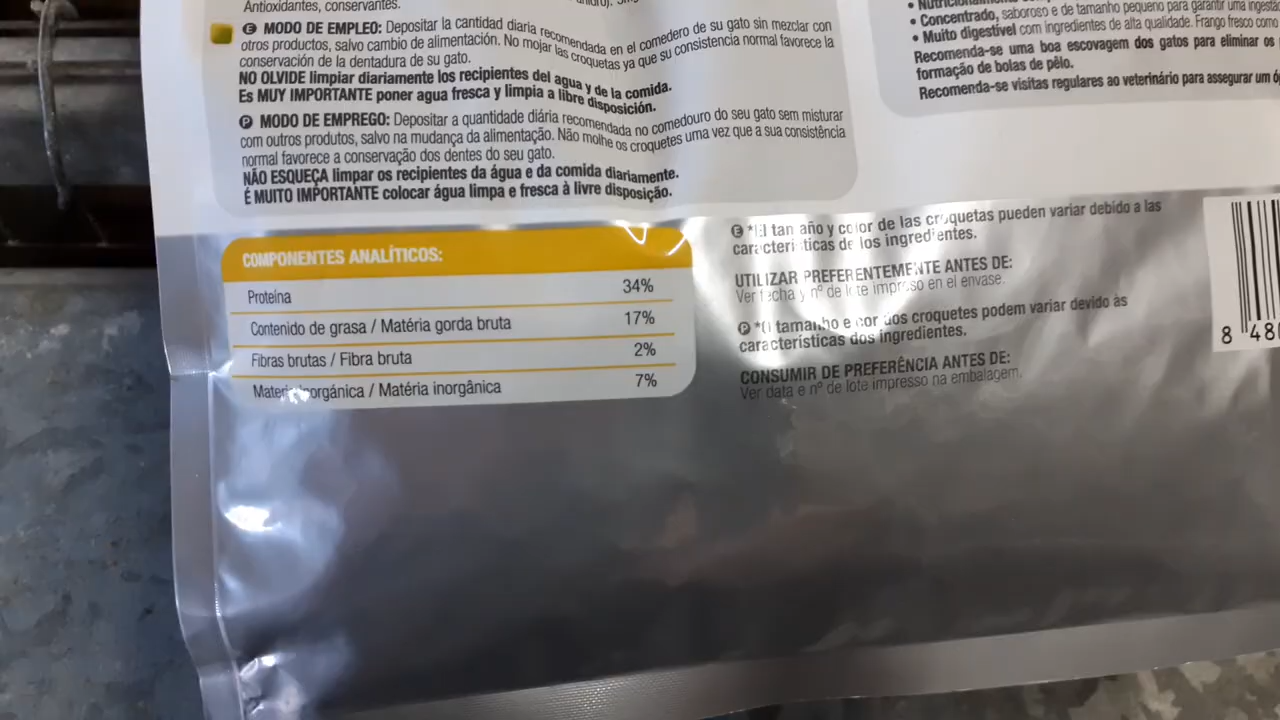 Antioxidantes, conservantes.
E MODO DE EMPLEO: Depositar la cantidad diaria recomendada en el comedero de su gato sin mezclar con
otros productos, salvo cambio de alimentación. No mojar las croquetas ya que su consistencia normal favorece la
conservación de la dentadura de su gato.
NO OLVIDE limpiar diariamente los recipientes del agua y de la comida.
Es MUY IMPORTANTE poner agua fresca y limpia a libre disposición.
P MODO DE EMPREGO: Depositar a quantidade diária recomendada no comedouro do seu gato sem misturar
com outros produtos, salvo na mudança da alimentação. Não molhe os croquetes uma vez que a sua consistência
normal favorece a conservação dos dentes do seu gato.
NÃO ESQUEÇA limpar os recipientes da água e da comida diariamente.
É MUITO IMPORTANTE colocar água limpa e fresca à livre disposição.
• Concentrado, saboroso e de tamanho pequeno para garantir uma
• Muito digestível com ingredientes de alta qualidade. Frango fresco como
Recomenda-se uma boa escovagem dos gatos para eliminar os
formação de bolas de pêlo.
Recomenda-se visitas regulares ao veterinário para assegurar um
COMPONENTES ANALÍTICOS:
Proteína 34%
Contenido de grasa / Matéria gorda bruta 17%
Fibras brutas / Fibra bruta 2%
Materia inorgánica / Matéria inorgânica 7%
E *El tamaño y color de las croquetas pueden variar debido a las
características de los ingredientes.
UTILIZAR PREFERENTEMENTE ANTES DE:
Ver fecha y nº de lote impreso en el envase.
P *O tamanho e cor dos croquetes podem variar devido às
características dos ingredientes.
CONSUMIR DE PREFERÊNCIA ANTES DE:
Ver data e nº de lote impresso na embalagem.
8 48